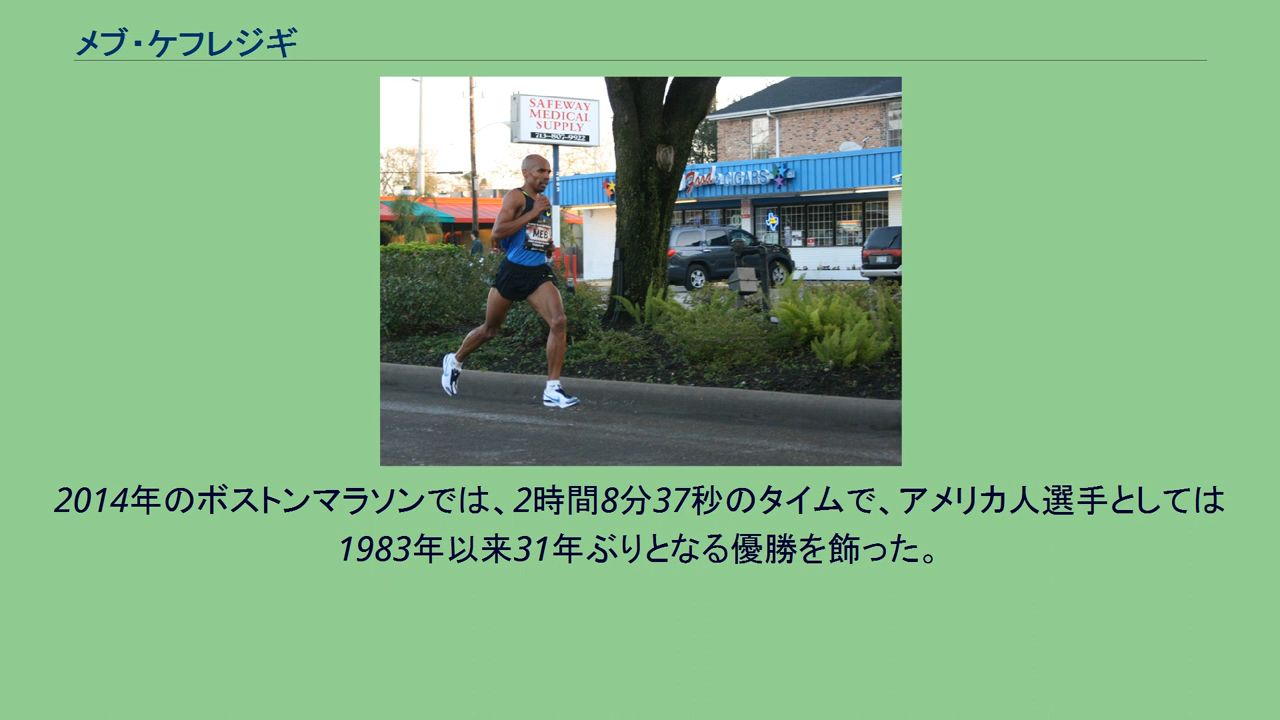 メブ・ケフレジギ
SAFEWAY
MEDICAL
SUPPLY
Food & CIGARS
MEB
2014年のボストンマラソンでは、2時間8分37秒のタイムで、アメリカ人選手としては
1983年以来31年ぶりとなる優勝を飾った。